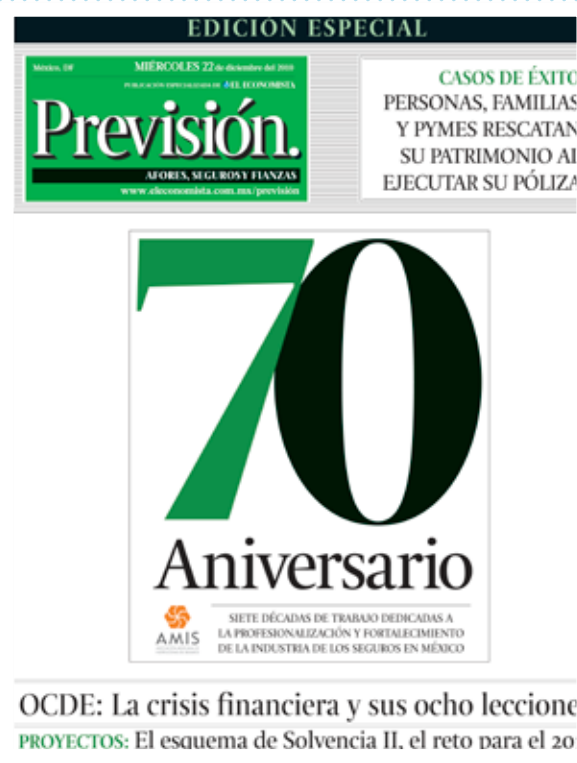 EDICIÓN ESPECIAL
México, DF MIÉRCOLES 22 de diciembre del 2010
PUBLICACIÓN ESPECIALIZADA DE EL ECONOMISTA
Previsión.
AFORES, SEGUROS Y FIANZAS
www.eleconomista.com.mx/previsión
CASOS DE ÉXITO
PERSONAS, FAMILIAS
Y PYMES RESCATAN
SU PATRIMONIO AL
EJECUTAR SU PÓLIZA
70
Aniversario
AMIS
SIETE DÉCADAS DE TRABAJO DEDICADAS A
LA PROFESIONALIZACIÓN Y FORTALECIMIENTO
DE LA INDUSTRIA DE LOS SEGUROS EN MÉXICO
OCDE: La crisis financiera y sus ocho leccione
PROYECTOS: El esquema de Solvencia II, el reto para el 201